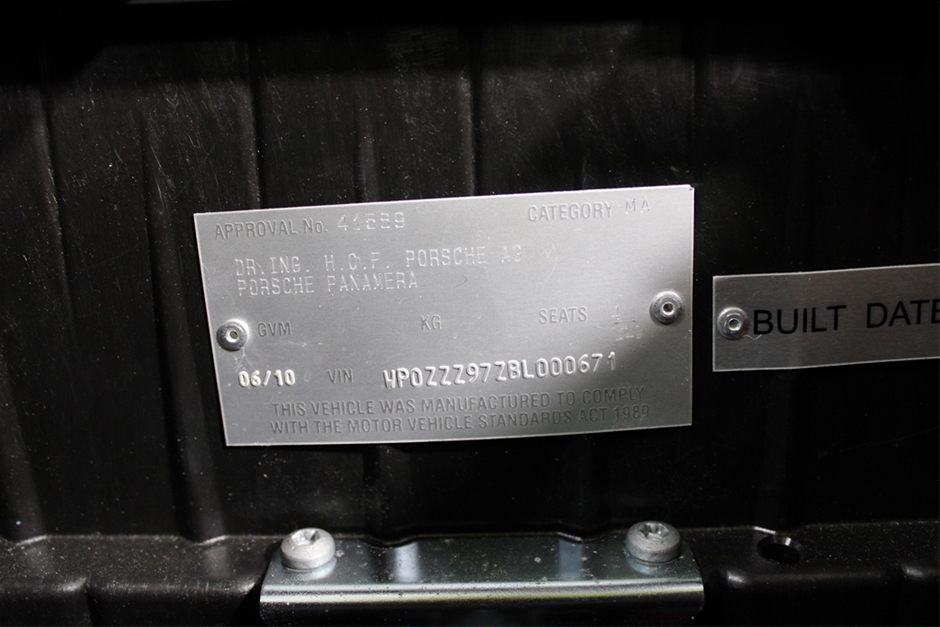 APPROVAL No. 41889 CATEGORY MA
DR.ING. H.C.F. PORSCHE AG
PORSCHE PANAMERA
GVM KG SEATS
06/10 VIN WP0ZZZ97ZBL000671
THIS VEHICLE WAS MANUFACTURED TO COMPLY
WITH THE MOTOR VEHICLE STANDARDS ACT 1989
BUILT DATE